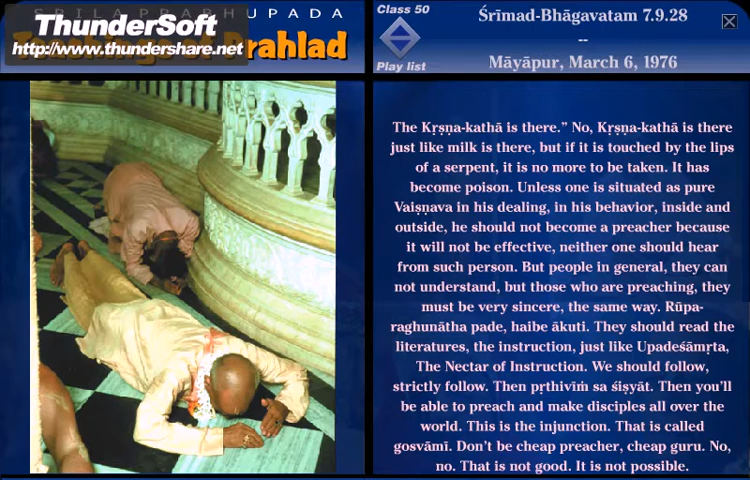 SRILA PRABHUPADA
ThunderSoft
http://www.thundershare.net
Prahlad
Class 50
Play list
Śrīmad-Bhāgavatam 7.9.28
--
Māyāpur, March 6, 1976
The Kṛṣṇa-kathā is there.” No, Kṛṣṇa-kathā is there
just like milk is there, but if it is touched by the lips
of a serpent, it is no more to be taken. It has
become poison. Unless one is situated as pure
Vaiṣṇava in his dealing, in his behavior, inside and
outside, he should not become a preacher because
it will not be effective, neither one should hear
from such person. But people in general, they can
not understand, but those who are preaching, they
must be very sincere, the same way. Rūpa-
raghunātha pade, haibe ākuti. They should read the
literatures, the instruction, just like Upadeśāmṛta,
The Nectar of Instruction. We should follow,
strictly follow. Then pṛthivīṁ sa śiṣyāt. Then you’ll
be able to preach and make disciples all over the
world. This is the injunction. That is called
gosvāmī. Don’t be cheap preacher, cheap guru. No,
no. That is not good. It is not possible.